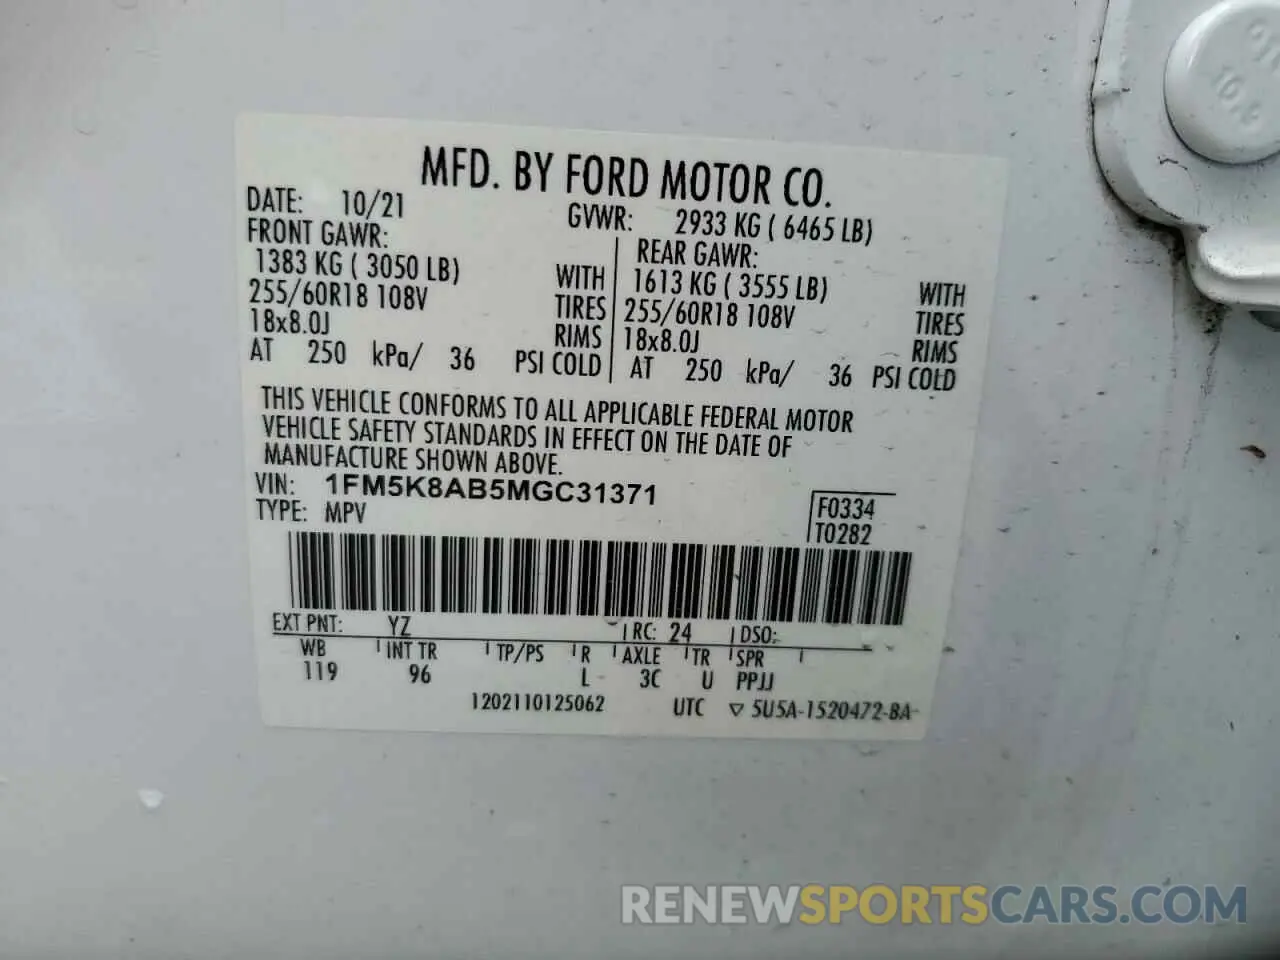 MFD. BY FORD MOTOR CO.
DATE: 10/21 GVWR: 2933 KG ( 6465 LB)
FRONT GAWR: REAR GAWR:
1383 KG ( 3050 LB) WITH 1613 KG ( 3555 LB) WITH
255/60R18 108V TIRES 255/60R18 108V TIRES
18x8.0J RIMS 18x8.0J RIMS
AT 250 kPa/ 36 PSI COLD AT 250 kPa/ 36 PSI COLD
THIS VEHICLE CONFORMS TO ALL APPLICABLE FEDERAL MOTOR
VEHICLE SAFETY STANDARDS IN EFFECT ON THE DATE OF
MANUFACTURE SHOWN ABOVE.
VIN: 1FM5K8AB5MGC31371
TYPE: MPV
F0334
T0282
EXT PNT: YZ RC: 24 DSO:
WB INT TR TP/PS R AXLE TR SPR
119 96 L 3C U PPJJ
1202110125062 UTC ▽ 5U5A-1520472-BA
RENEWSPORTSCARS.COM